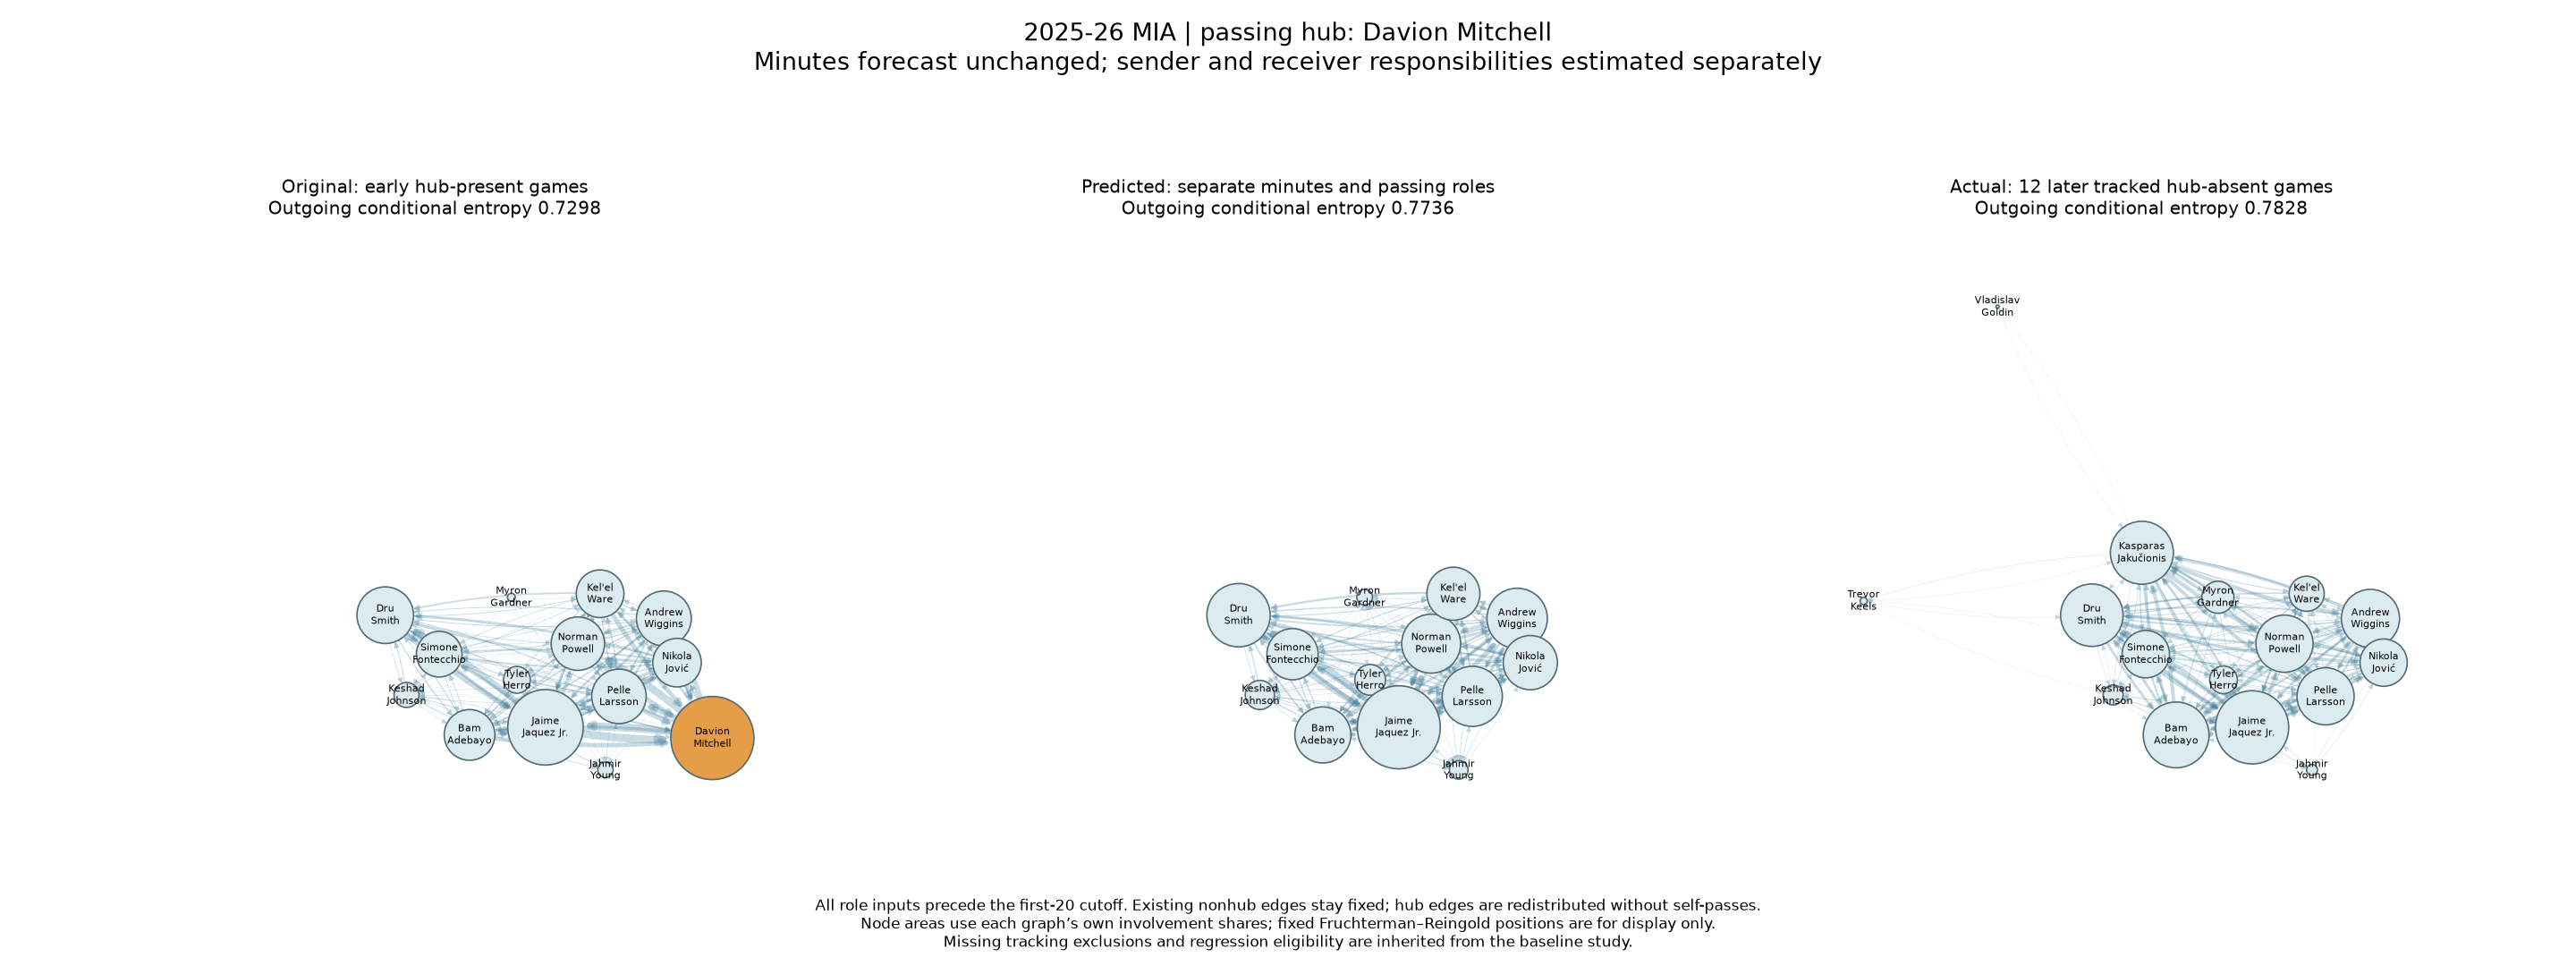 2025-26 MIA | passing hub: Davion Mitchell
Minutes forecast unchanged; sender and receiver responsibilities estimated separately
Original: early hub-present games
Outgoing conditional entropy 0.7298
Dru
Smith
Myron
Gardner
Kel'el
Ware
Andrew
Wiggins
Simone
Fontecchio
Norman
Powell
Nikola
Jović
Tyler
Herro
Keshad
Johnson
Pelle
Larsson
Bam
Adebayo
Jaime
Jaquez Jr.
Davion
Mitchell
Jahmir
Young
Predicted: separate minutes and passing roles
Outgoing conditional entropy 0.7736
Dru
Smith
Myron
Gardner
Kel'el
Ware
Andrew
Wiggins
Simone
Fontecchio
Norman
Powell
Nikola
Jović
Tyler
Herro
Keshad
Johnson
Pelle
Larsson
Bam
Adebayo
Jaime
Jaquez Jr.
Jahmir
Young
Actual: 12 later tracked hub-absent games
Outgoing conditional entropy 0.7828
Vladislav
Goldin
Kasparas
Jakučionis
Trevor
Keels
Dru
Smith
Myron
Gardner
Kel'el
Ware
Andrew
Wiggins
Simone
Fontecchio
Norman
Powell
Nikola
Jović
Tyler
Herro
Keshad
Johnson
Pelle
Larsson
Bam
Adebayo
Jaime
Jaquez Jr.
Jahmir
Young
All role inputs precede the first-20 cutoff. Existing nonhub edges stay fixed; hub edges are redistributed without self-passes.
Node areas use each graph’s own involvement shares; fixed Fruchterman–Reingold positions are for display only.
Missing tracking exclusions and regression eligibility are inherited from the baseline study.